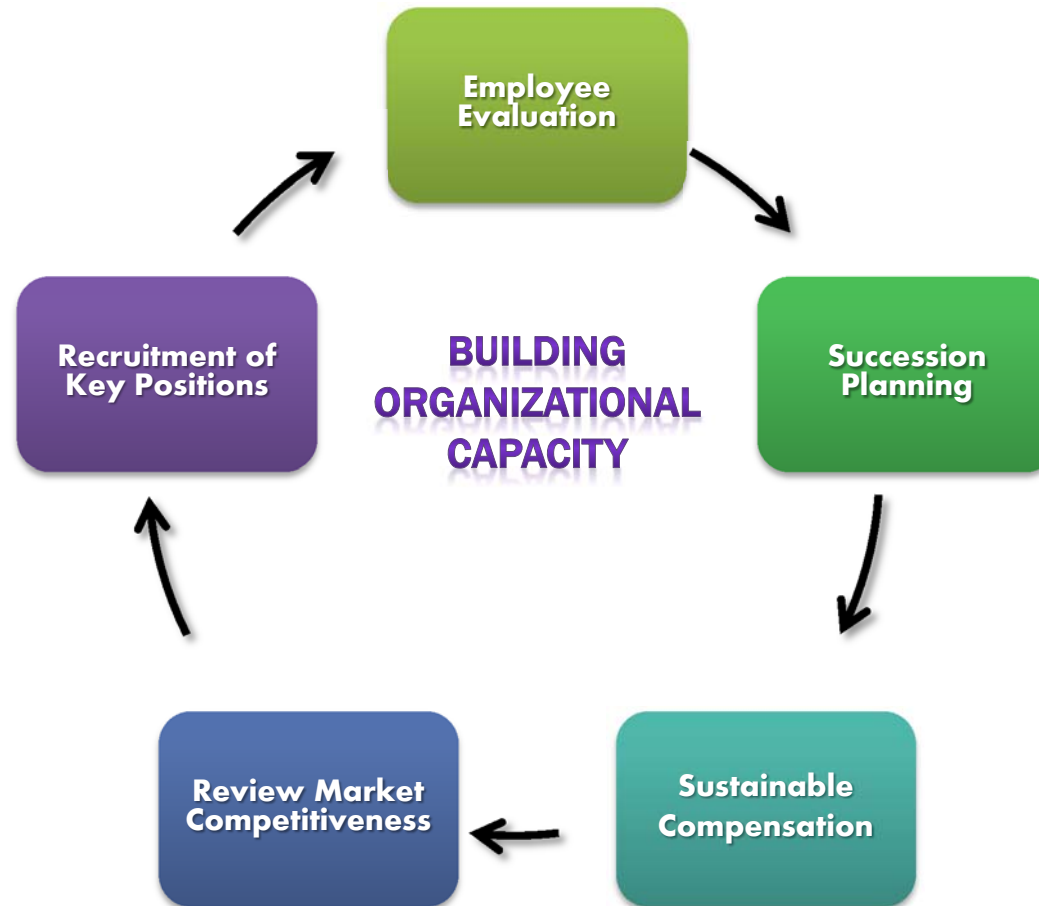 Employee
Evaluation
Succession
Planning
Sustainable
Compensation
Review Market
Competitiveness
Recruitment of
Key Positions
BUILDING
ORGANIZATIONAL
CAPACITY